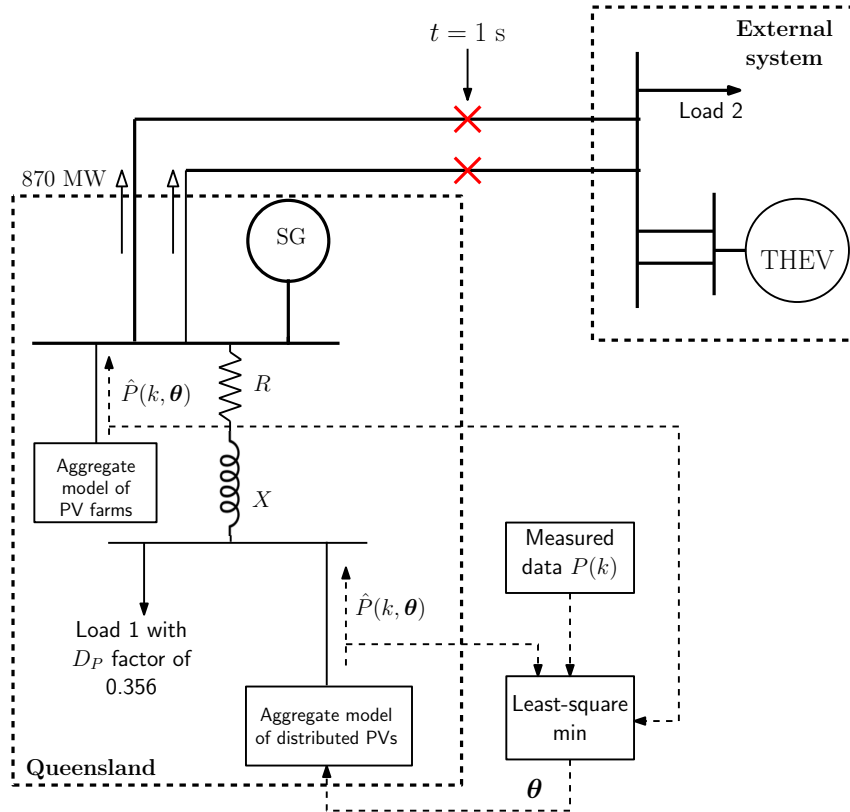 t = 1 s
External
system
Load 2
870 MW
SG
THEV
P̂(k, θ)
R
Aggregate
model of
PV farms
X
Measured
data P(k)
P̂(k, θ)
Load 1 with
D_P factor of
0.356
Least-square
min
Aggregate model
of distributed PVs
Queensland
θ